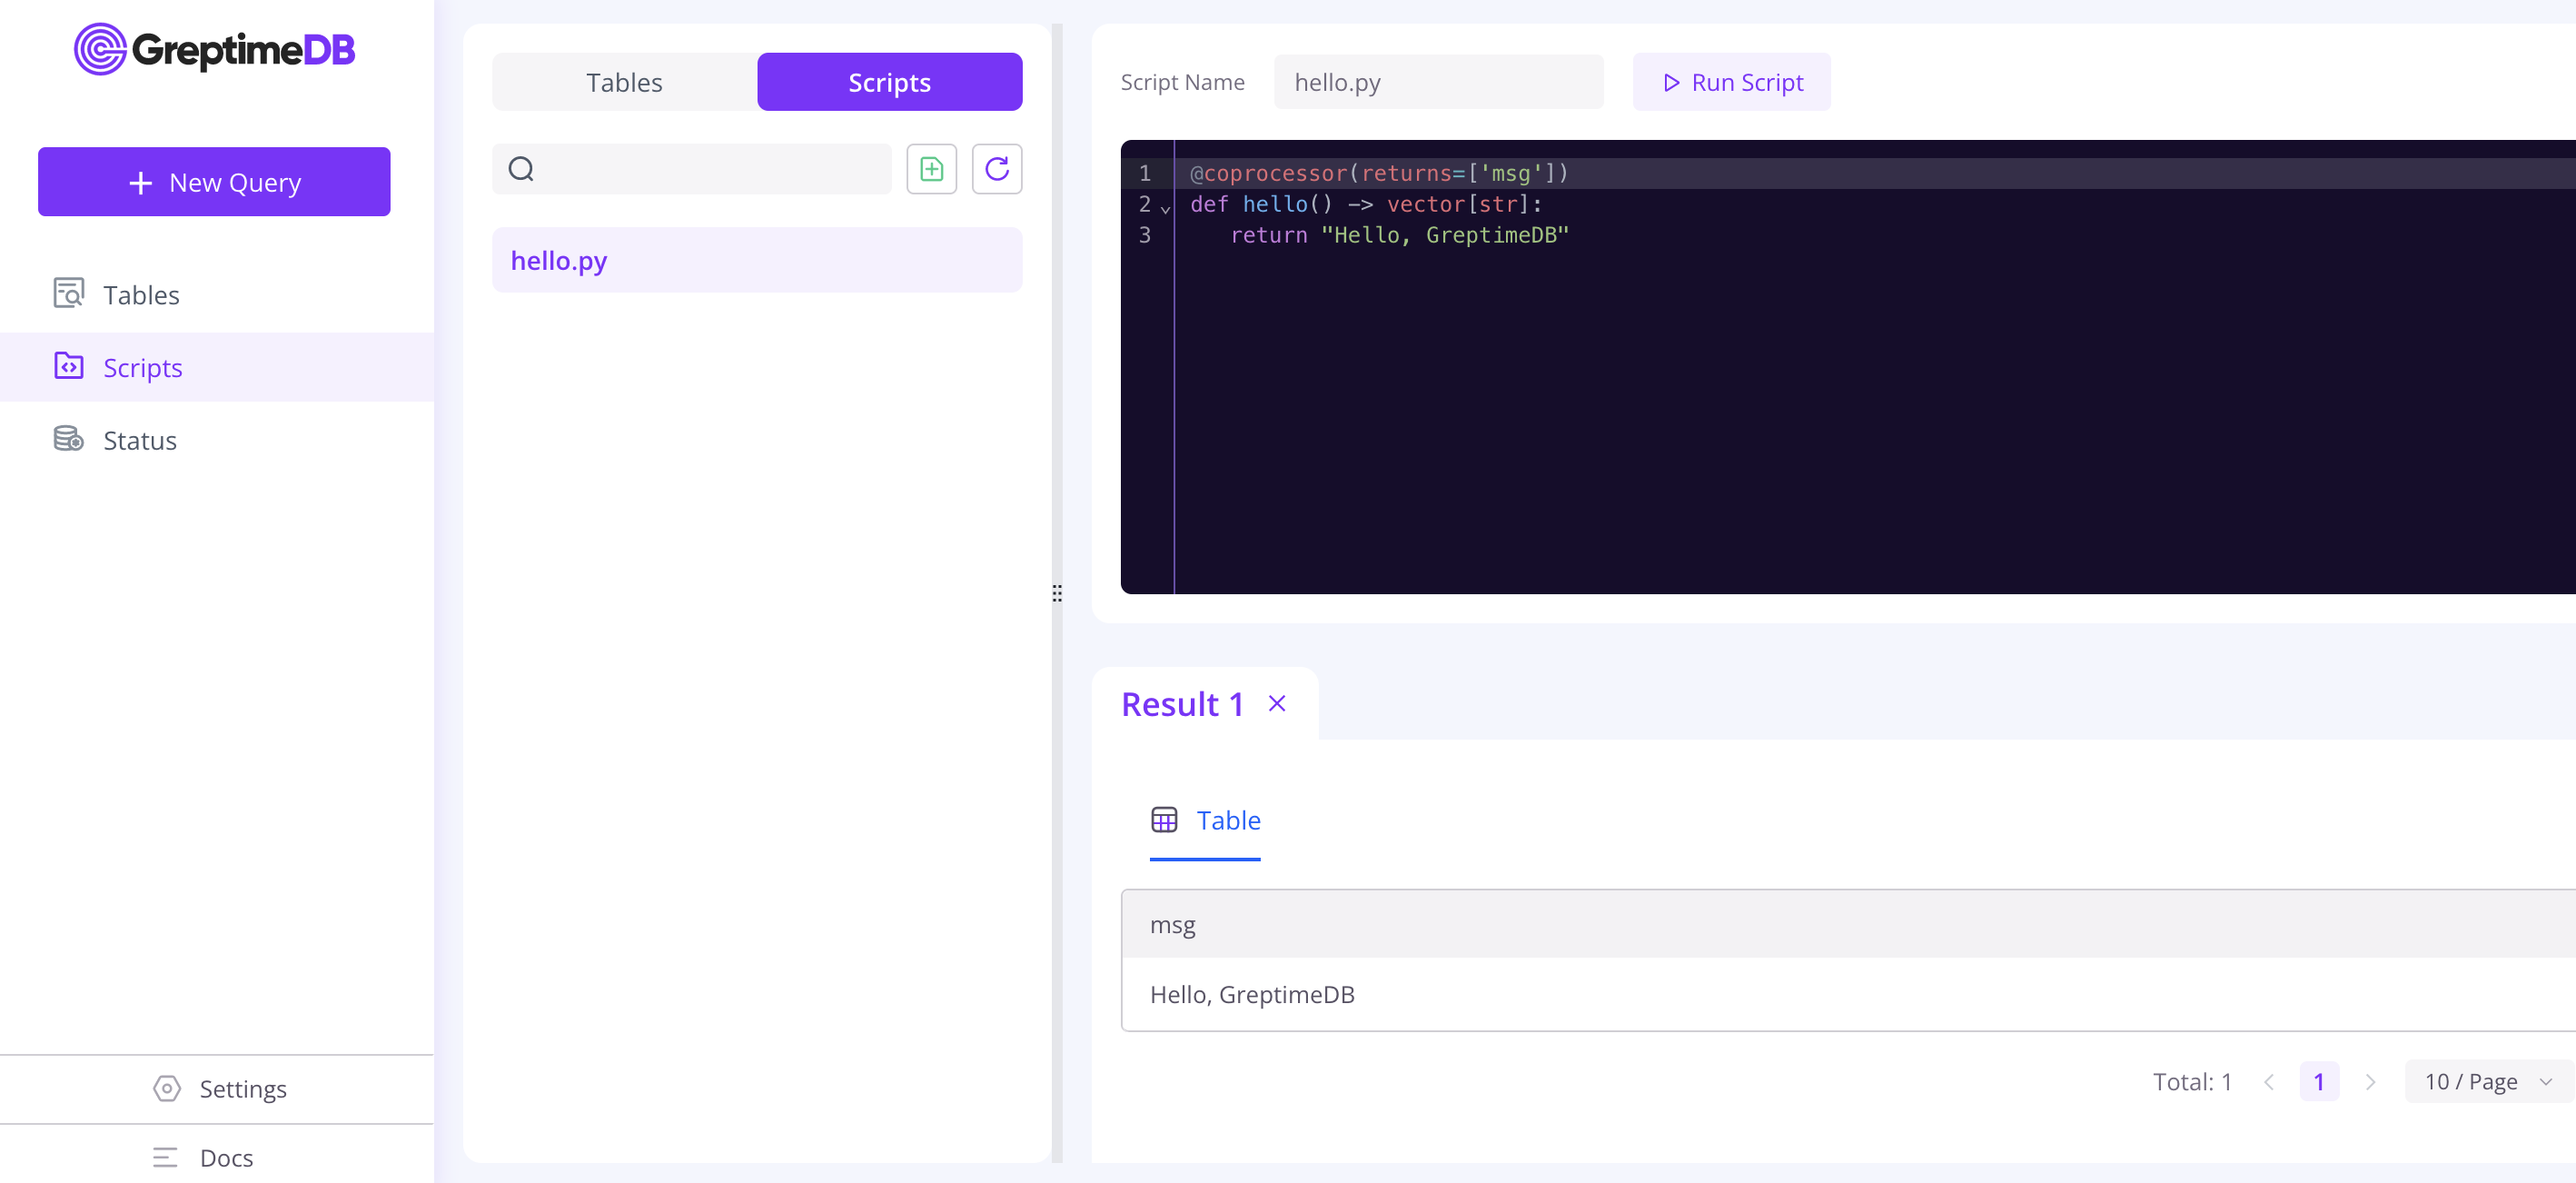 GreptimeDB
New Query
Tables
Scripts
Status
Settings
Docs
Tables
Scripts
hello.py
Script Name
hello.py
Run Script
1 @coprocessor(returns=['msg'])
2 def hello() -> vector[str]:
3 return "Hello, GreptimeDB"
Result 1
Table
msg
Hello, GreptimeDB
Total: 1
1
10 / Page